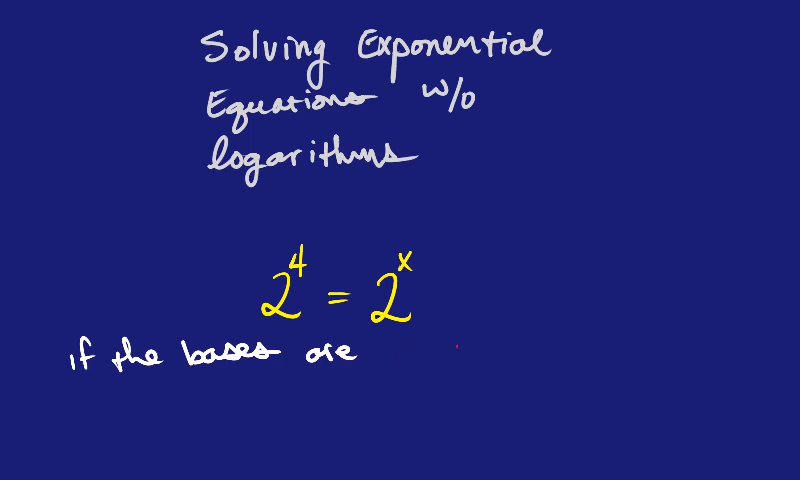 Solving Exponential
Equations w/o
logarithms
2⁴ = 2ˣ
if the bases are